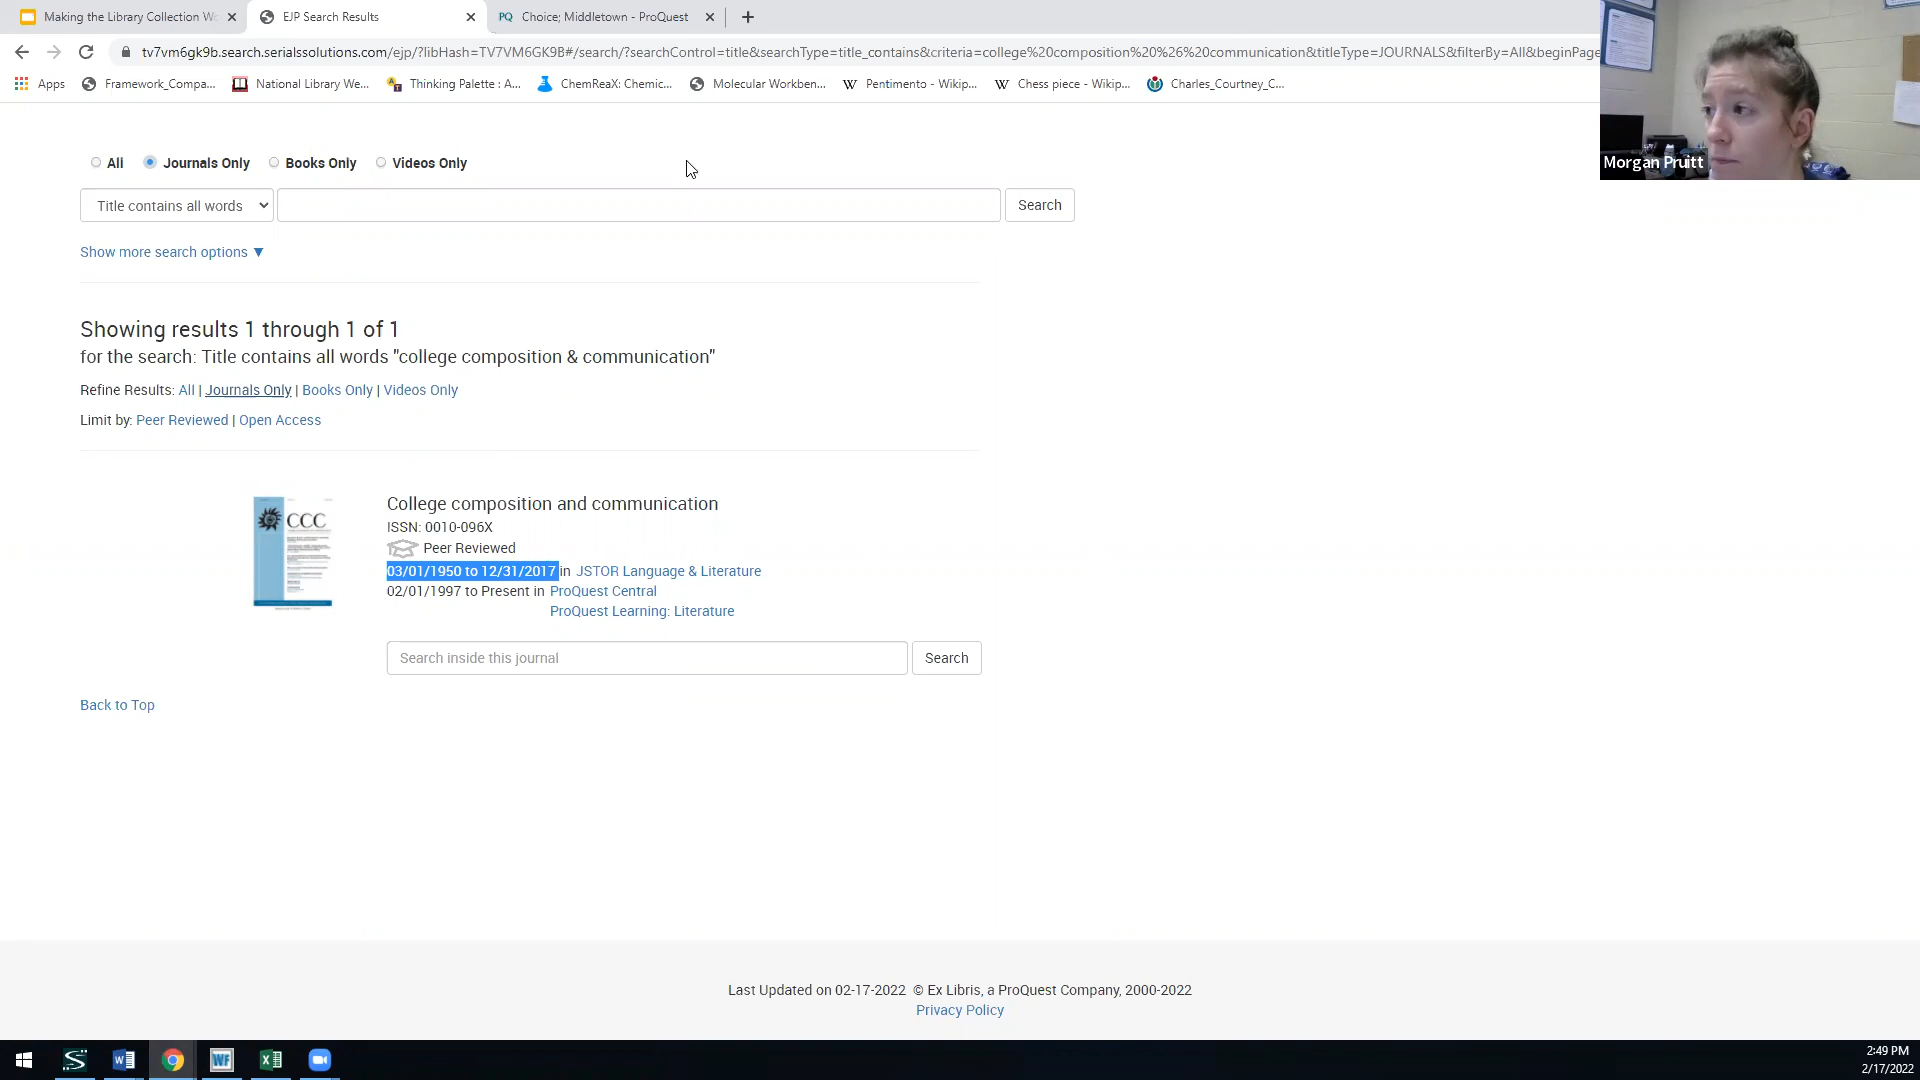 Making the Library Collection Wo
EJP Search Results
PQ Choice; Middletown - ProQuest
tv7vm6gk9b.search.serialssolutions.com/ejp/?libHash=TV7VM6GK9B#/search/?searchControl=title&searchType=title_contains&criteria=college%20composition%20%26%20communication&titleType=JOURNALS&filterBy=All&beginPage
Apps
Framework_Compa...
National Library We...
Thinking Palette : A...
ChemReaX: Chemic...
Molecular Workben...
W Pentimento - Wikip...
W Chess piece - Wikip...
Charles_Courtney_C...
Morgan Pruitt
All Journals Only Books Only Videos Only
Title contains all words
Search
Show more search options ▼
Showing results 1 through 1 of 1
for the search: Title contains all words "college composition & communication"
Refine Results: All | Journals Only | Books Only | Videos Only
Limit by: Peer Reviewed | Open Access
CCC
College composition and communication
ISSN: 0010-096X
Peer Reviewed
03/01/1950 to 12/31/2017 in JSTOR Language & Literature
02/01/1997 to Present in ProQuest Central
ProQuest Learning: Literature
Search inside this journal
Search
Back to Top
Last Updated on 02-17-2022 © Ex Libris, a ProQuest Company, 2000-2022
Privacy Policy
WF
2:49 PM
2/17/2022